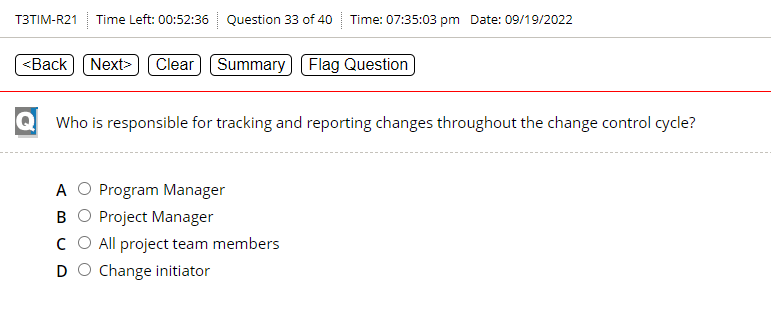 T3TIM-R21 Time Left: 00:52:36 Question 33 of 40 Time: 07:35:03 pm Date: 09/19/2022
<Back Next> Clear Summary Flag Question
Q Who is responsible for tracking and reporting changes throughout the change control cycle?
A Program Manager
B Project Manager
C All project team members
D Change initiator